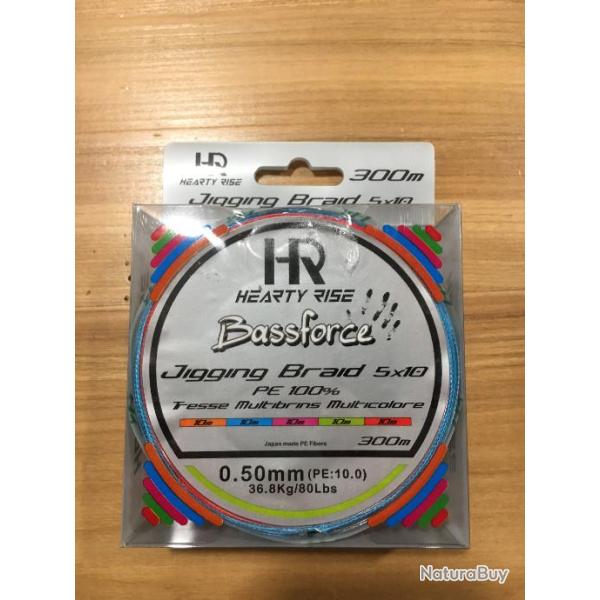 HR
HEARTY RISE
300m
Jigging Braid 5x10
HR
HEARTY RISE
Bassforce
Jigging Braid 5x10
PE 100%
Tresse Multibrins Multicolore
10m 10m 10m 10m 10m
Japan made PE Fibers
300m
0.50mm(PE:10.0)
36.8Kg/80Lbs
NaturaBuy